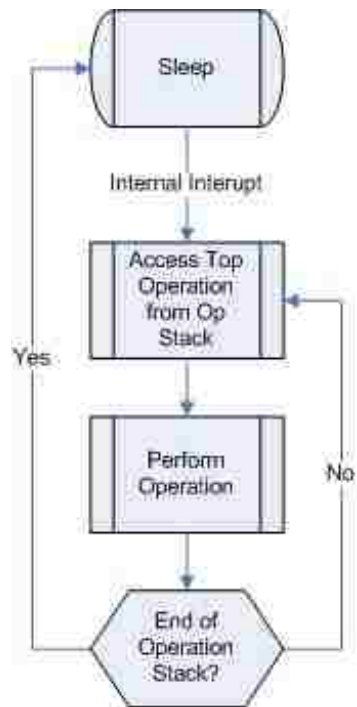 Sleep
Internal Interupt
Access Top
Operation
from Op
Stack
Yes
Perform
Operation
No
End of
Operation
Stack?